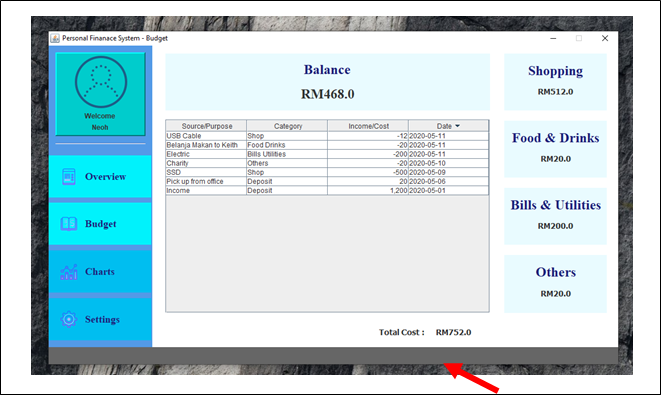 Personal Finanace System - Budget
Welcome
Neoh
Overview
Budget
Charts
Settings
Balance
RM468.0
Source/Purpose Category Income/Cost Date
USB Cable Shop -12 2020-05-11
Belanja Makan to Keith Food Drinks -20 2020-05-11
Electric Bills Utilities -200 2020-05-11
Charity Others -20 2020-05-10
SSD Shop -500 2020-05-09
Pick up from office Deposit 20 2020-05-06
Income Deposit 1,200 2020-05-01
Total Cost : RM752.0
Shopping
RM512.0
Food & Drinks
RM20.0
Bills & Utilities
RM200.0
Others
RM20.0